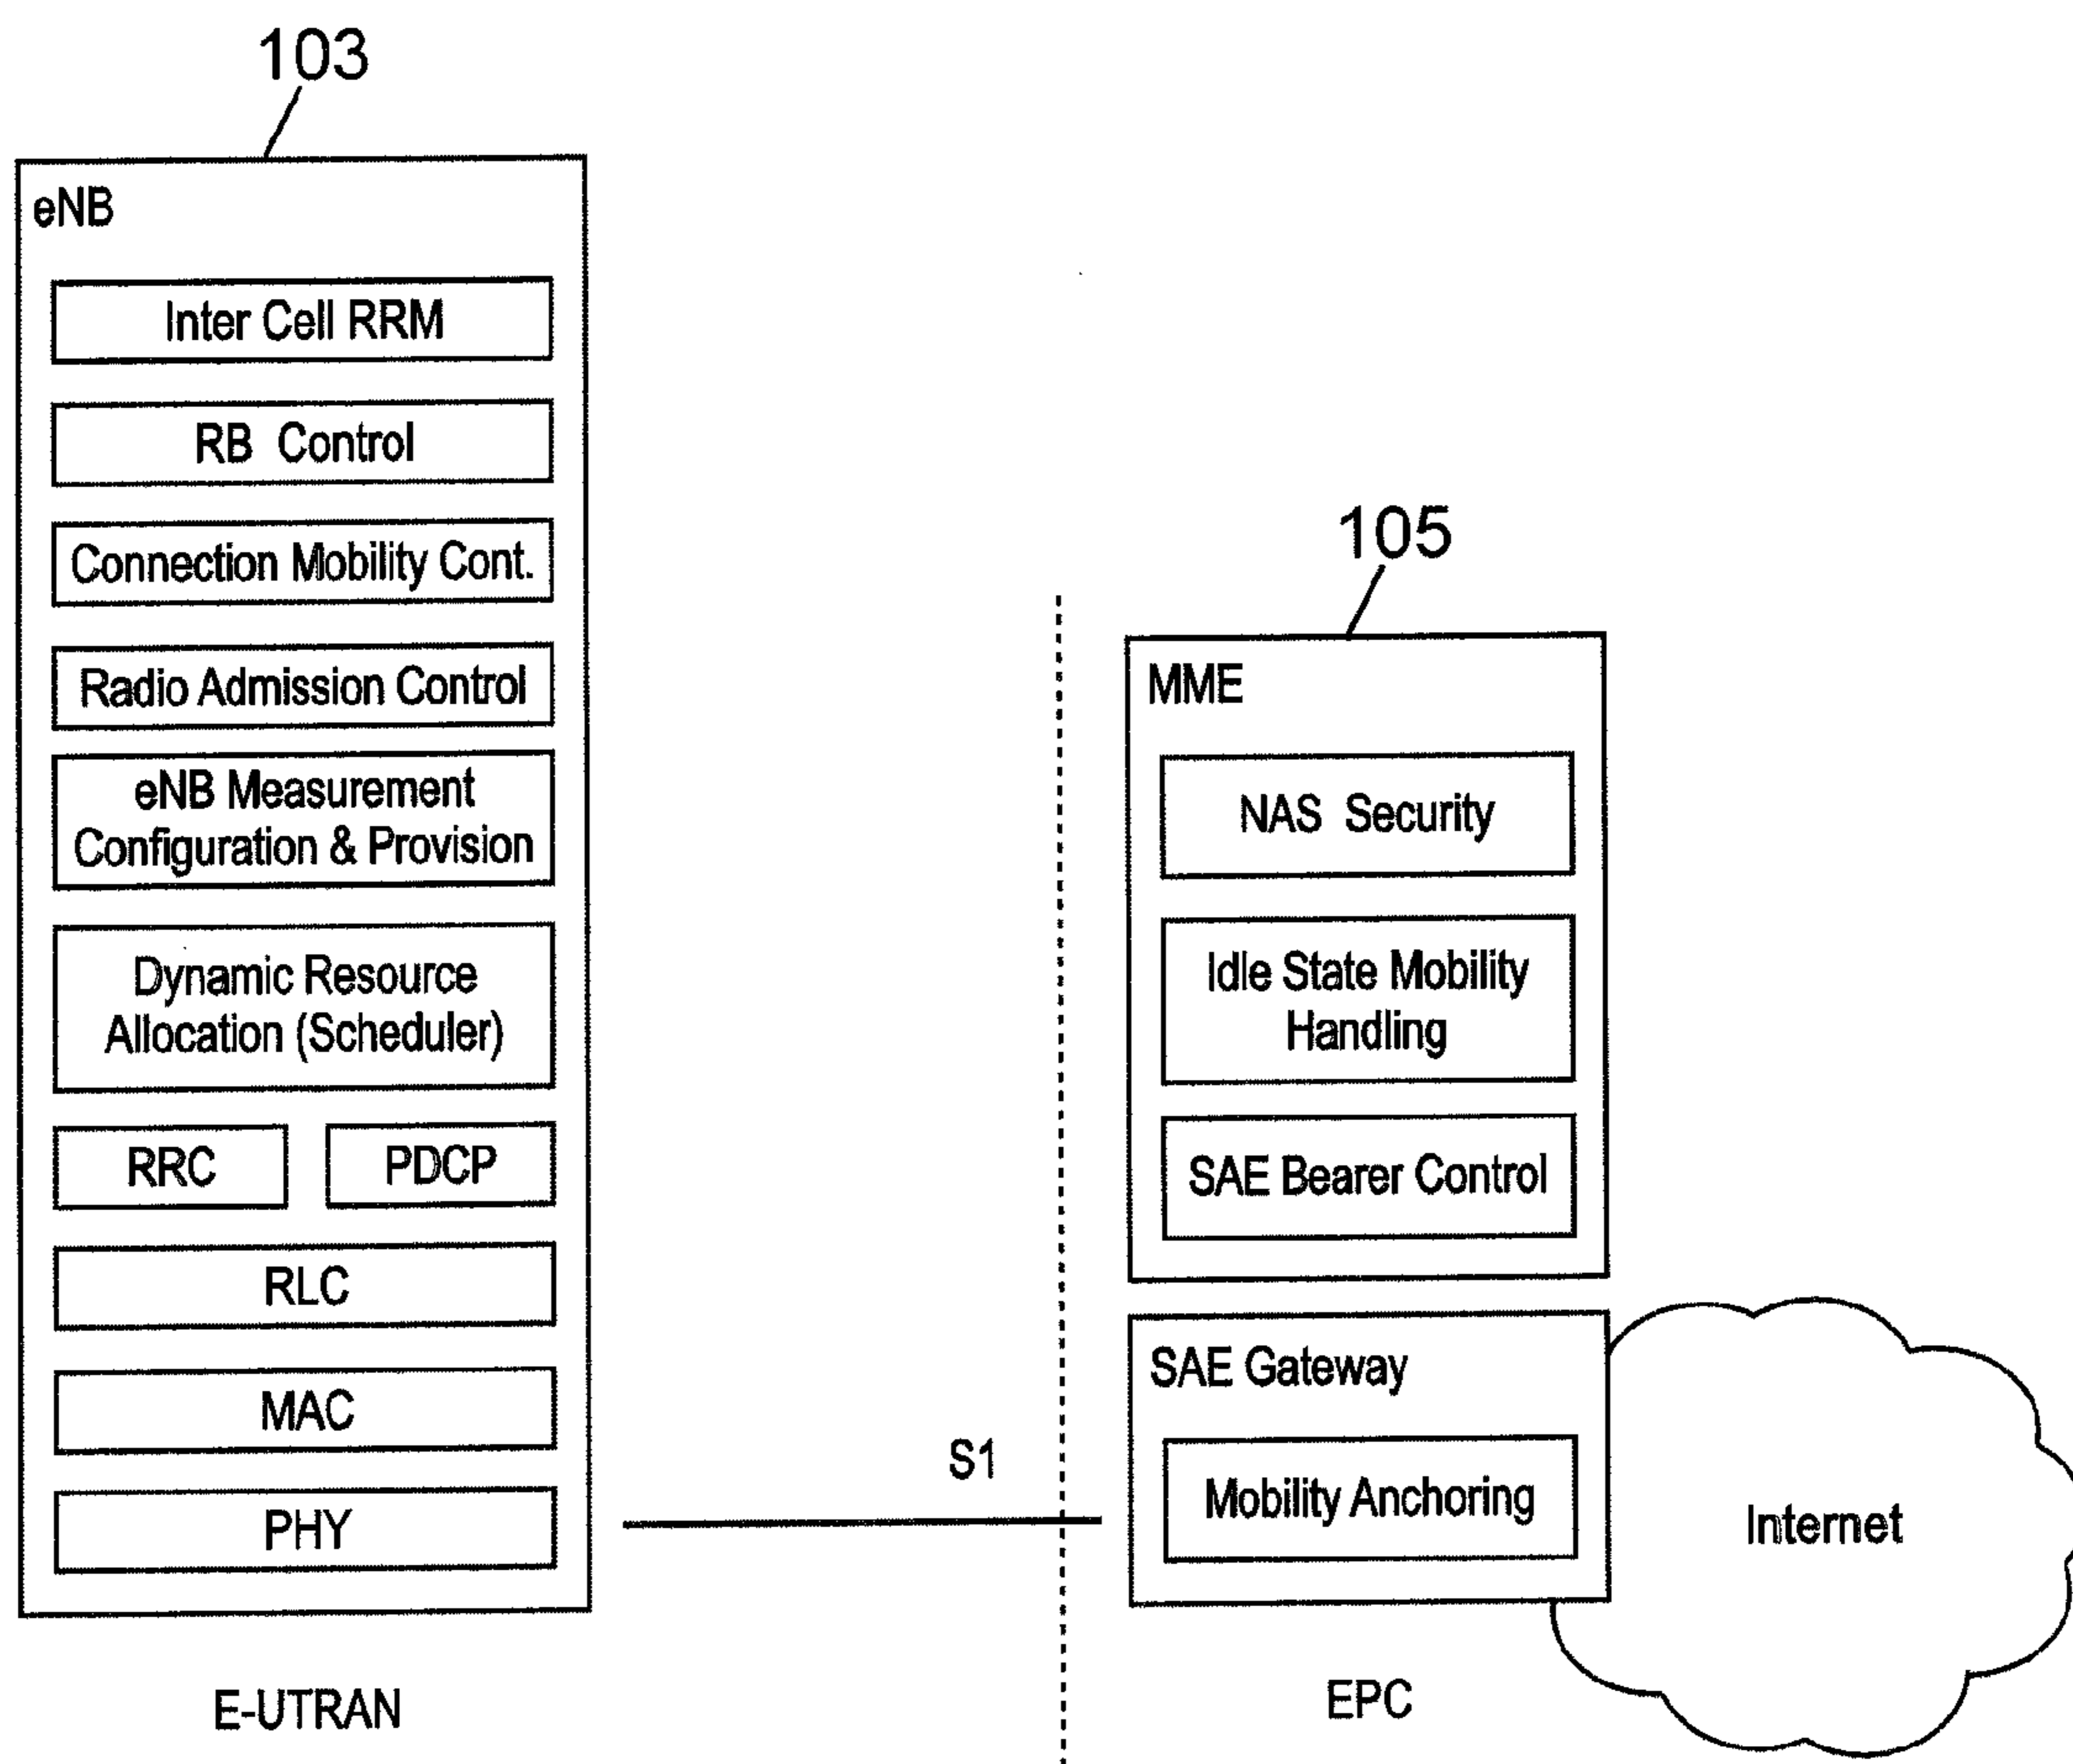 103
eNB
Inter Cell RRM
RB Control
Connection Mobility Cont.
Radio Admission Control
eNB Measurement
Configuration & Provision
Dynamic Resource
Allocation (Scheduler)
RRC
PDCP
RLC
MAC
PHY
E-UTRAN
S1
105
MME
NAS Security
Idle State Mobility
Handling
SAE Bearer Control
SAE Gateway
Mobility Anchoring
EPC
Internet